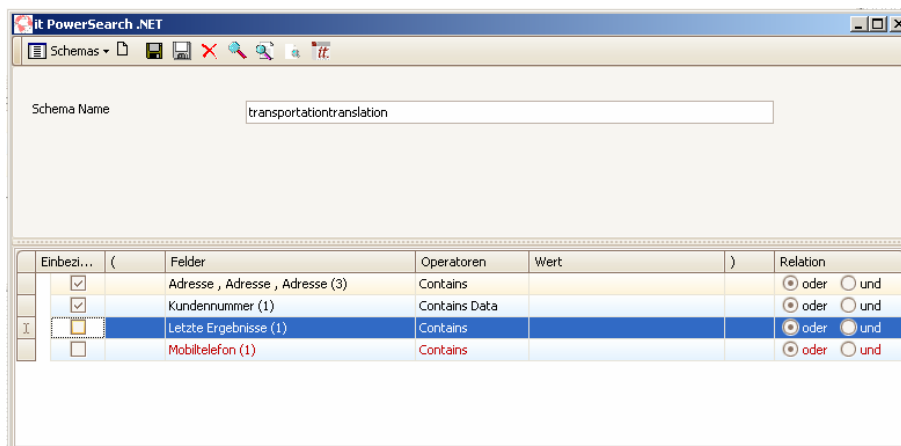 it PowerSearch .NET
Schemas
a it.
Schema Name transportationtranslation
Einbezi... ( Felder Operatoren Wert ) Relation
Adresse , Adresse , Adresse (3) Contains oder und
Kundennummer (1) Contains Data oder und
Letzte Ergebnisse (1) Contains oder und
Mobiltelefon (1) Contains oder und